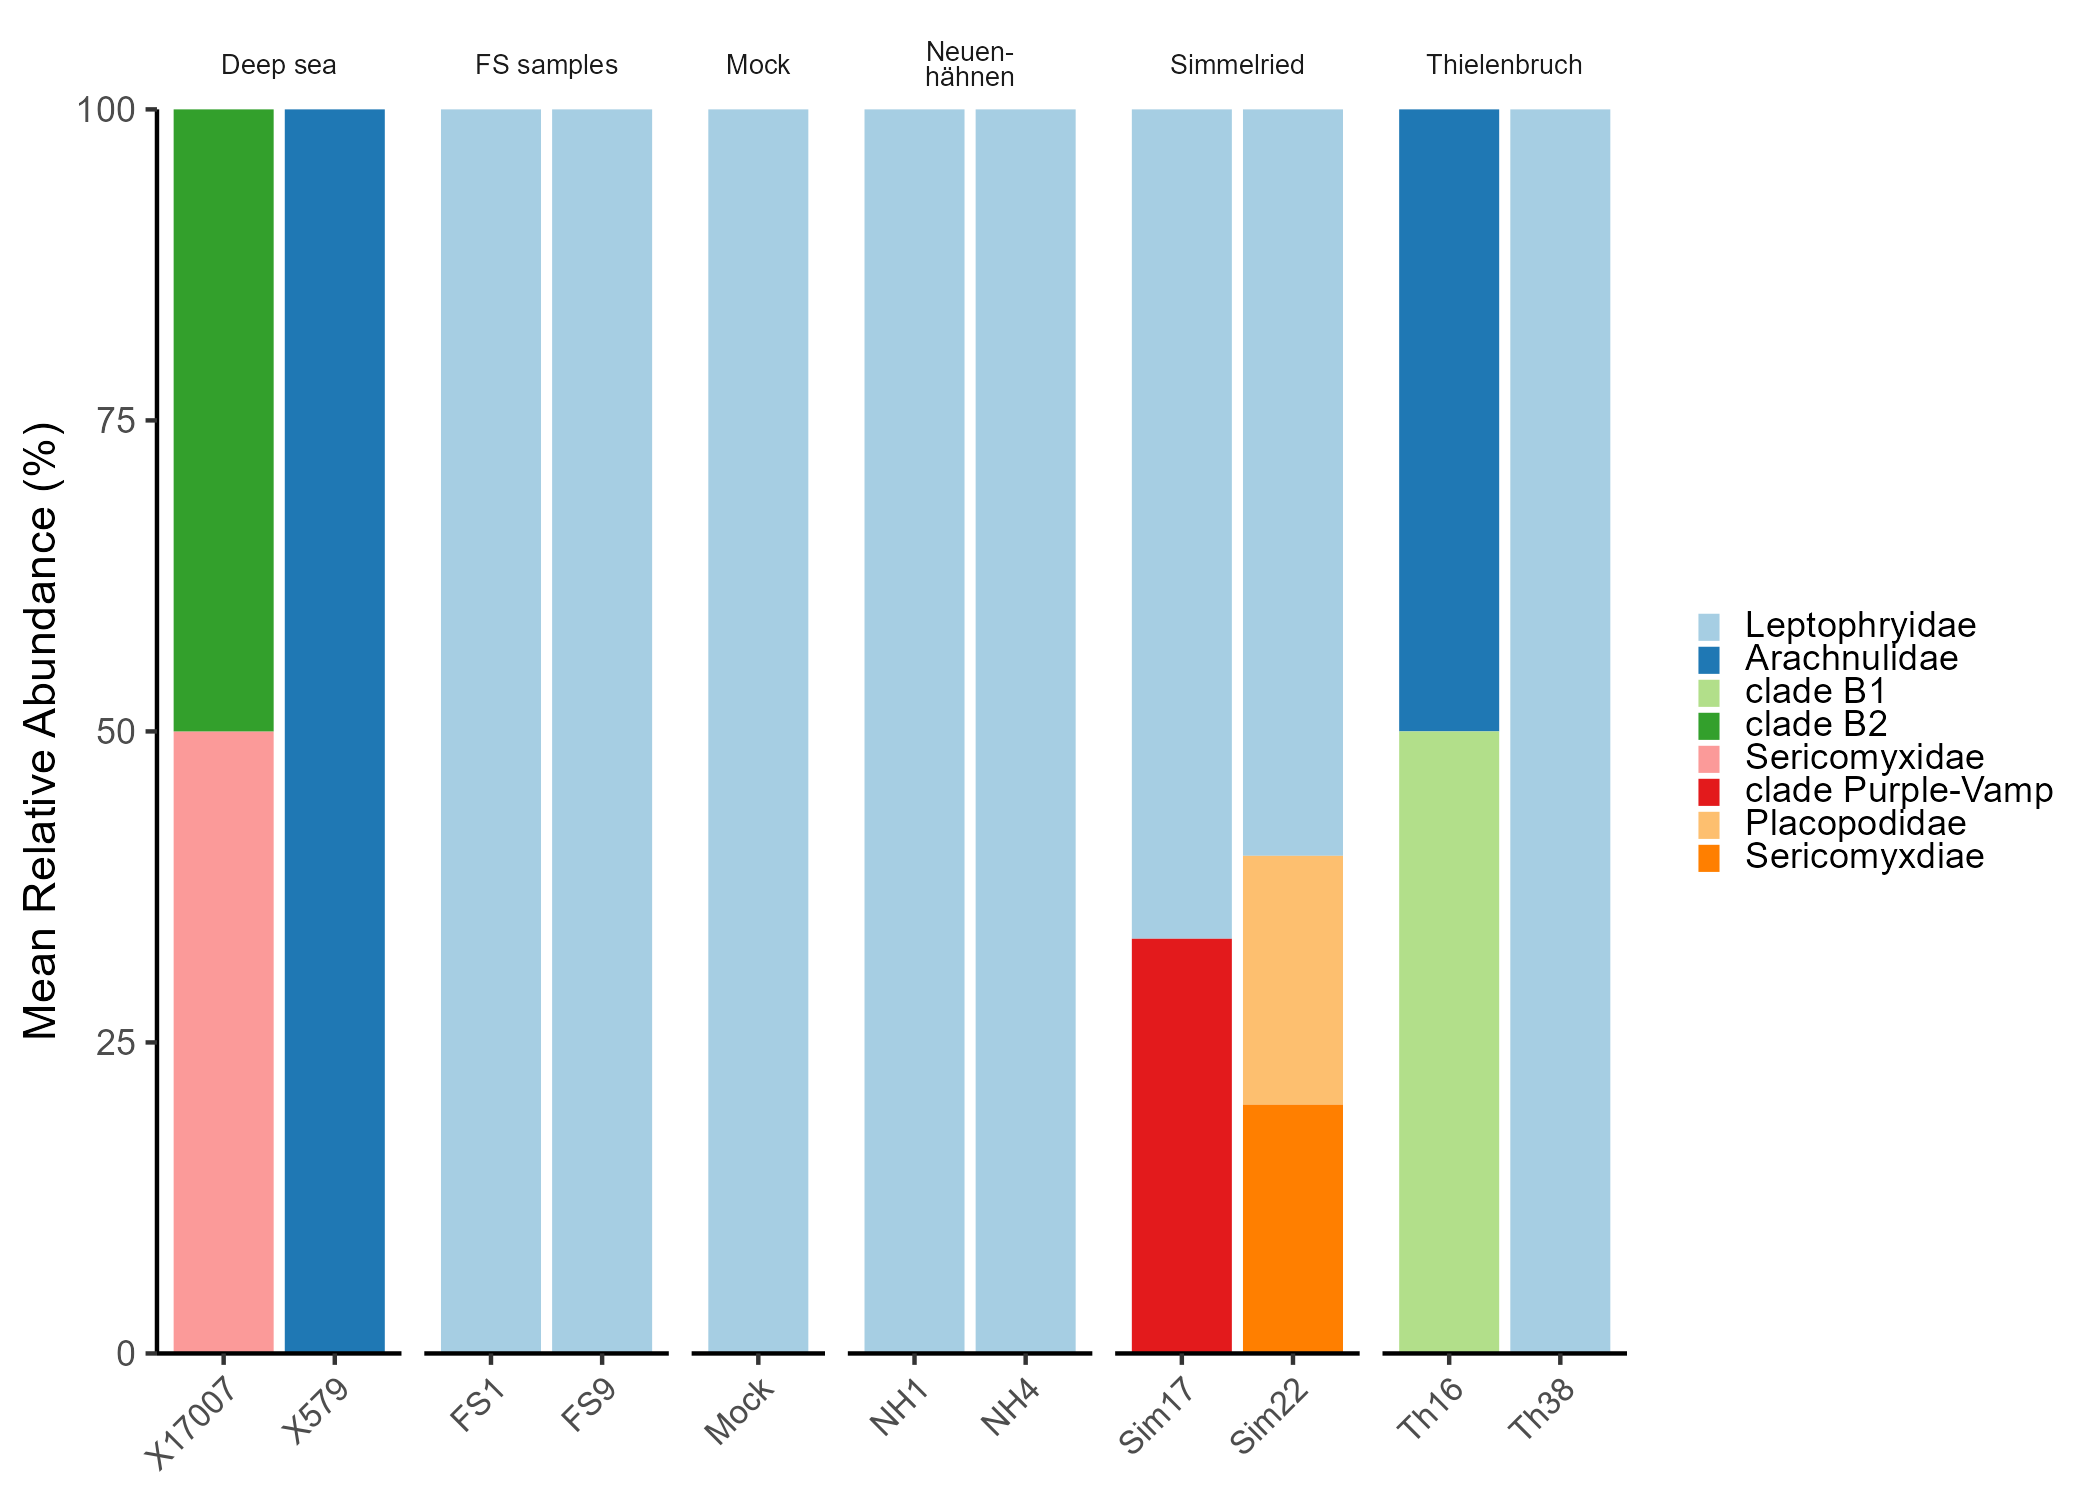 Deep sea
FS samples
Mock
Neuen-
hähnen
Simmelried
Thielenbruch
Mean Relative Abundance (%)
100
75
50
25
0
X17007
X579
FS1
FS9
Mock
NH1
NH4
Sim17
Sim22
Th16
Th38
Leptophryidae
Arachnulidae
clade B1
clade B2
Sericomyxidae
clade Purple-Vamp
Placopodidae
Sericomyxdiae